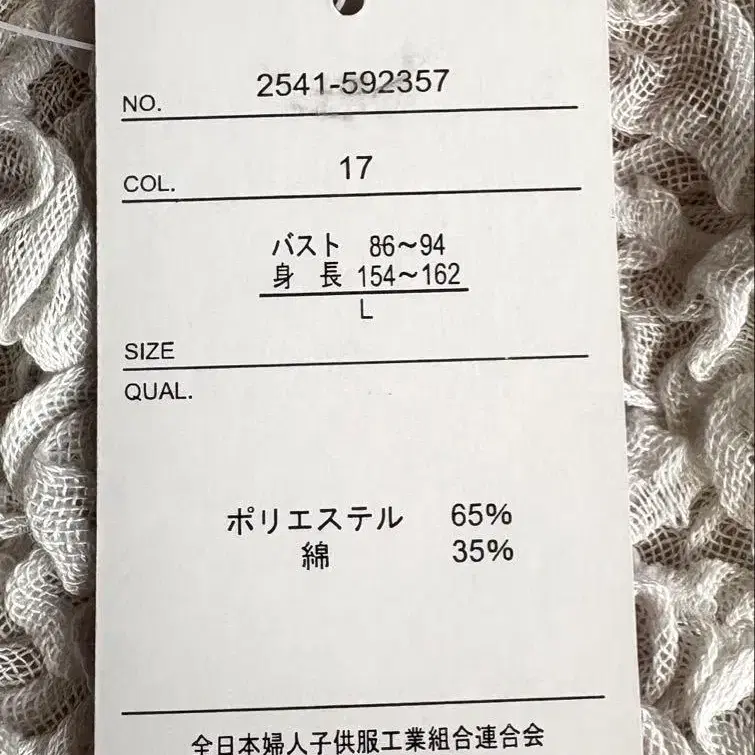 NO. 2541-592357
COL. 17
バスト 86〜94
身 長 154〜162
L
SIZE
QUAL.
ポリエステル 65%
綿 35%
全日本婦人子供服工業組合連合会